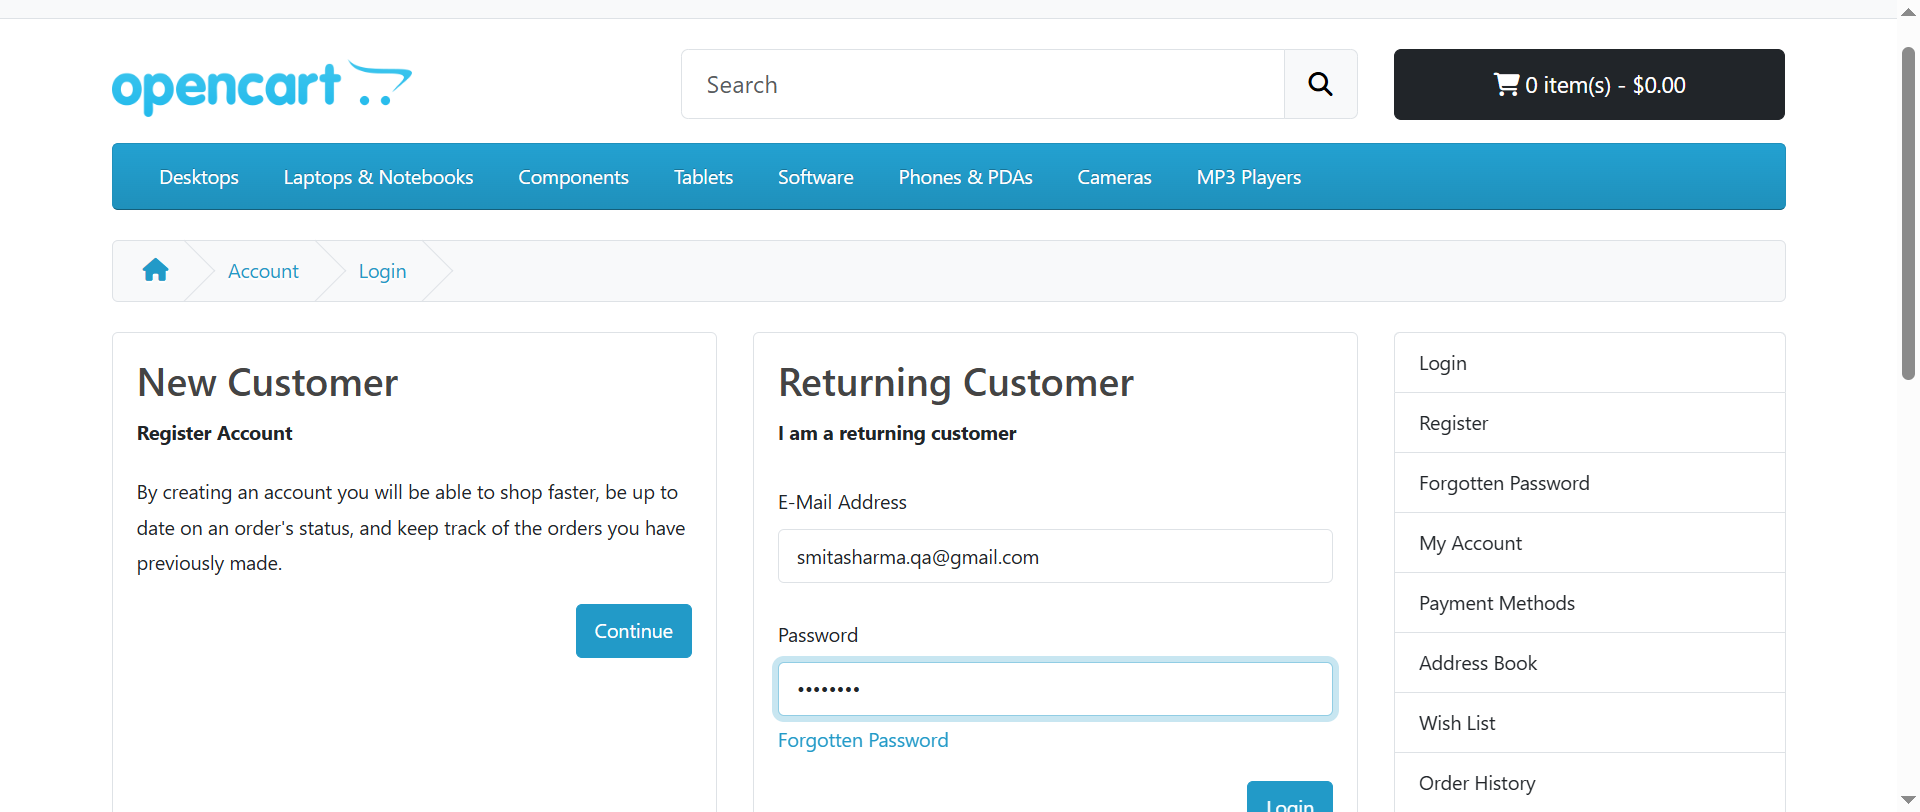 opencart
Search
0 item(s) - $0.00
Desktops Laptops & Notebooks Components Tablets Software Phones & PDAs Cameras MP3 Players
Account Login
New Customer
Register Account
By creating an account you will be able to shop faster, be up to
date on an order's status, and keep track of the orders you have
previously made.
Continue
Returning Customer
I am a returning customer
E-Mail Address
smitasharma.qa@gmail.com
Password
••••••••
Forgotten Password
Login
Login
Register
Forgotten Password
My Account
Payment Methods
Address Book
Wish List
Order History